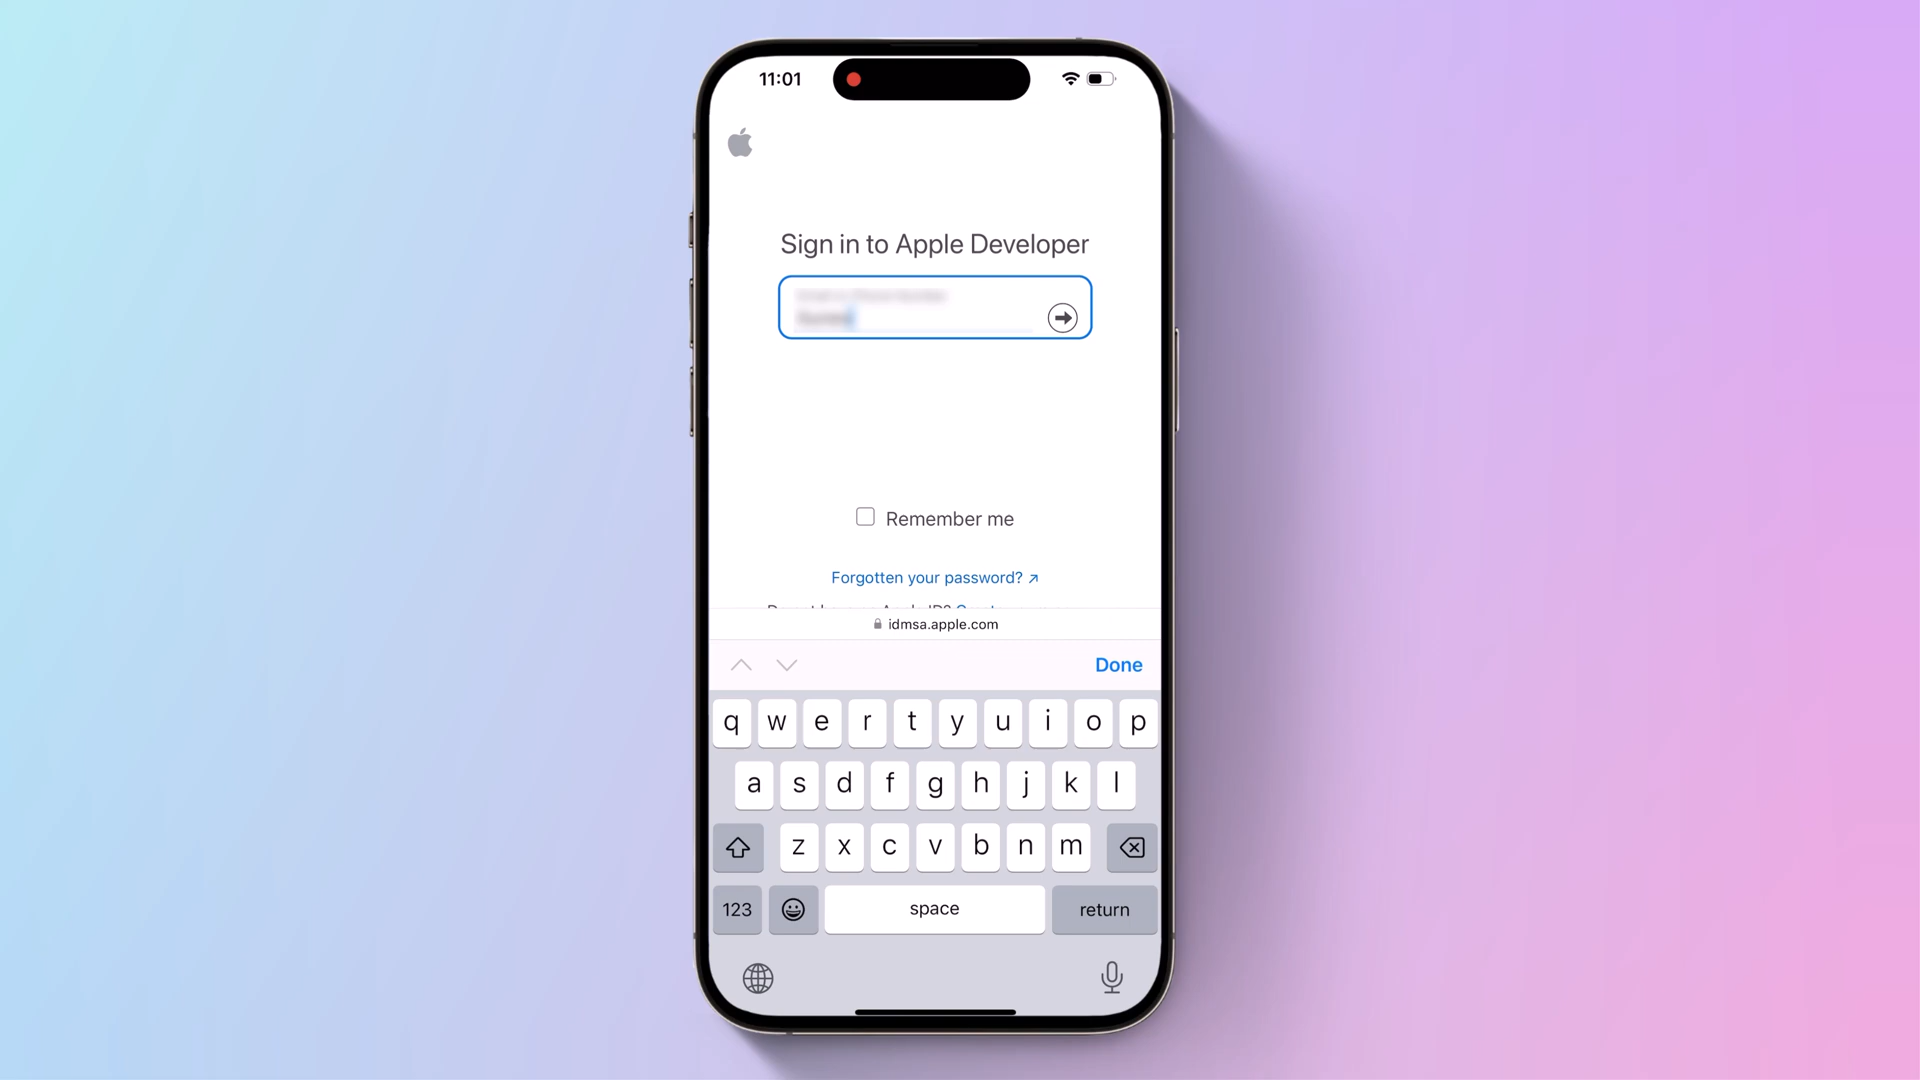 11:01
Sign in to Apple Developer
Remember me
Forgotten your password? ↗
idmsa.apple.com
Done
q w e r t y u i o p
a s d f g h j k l
z x c v b n m
123 space return